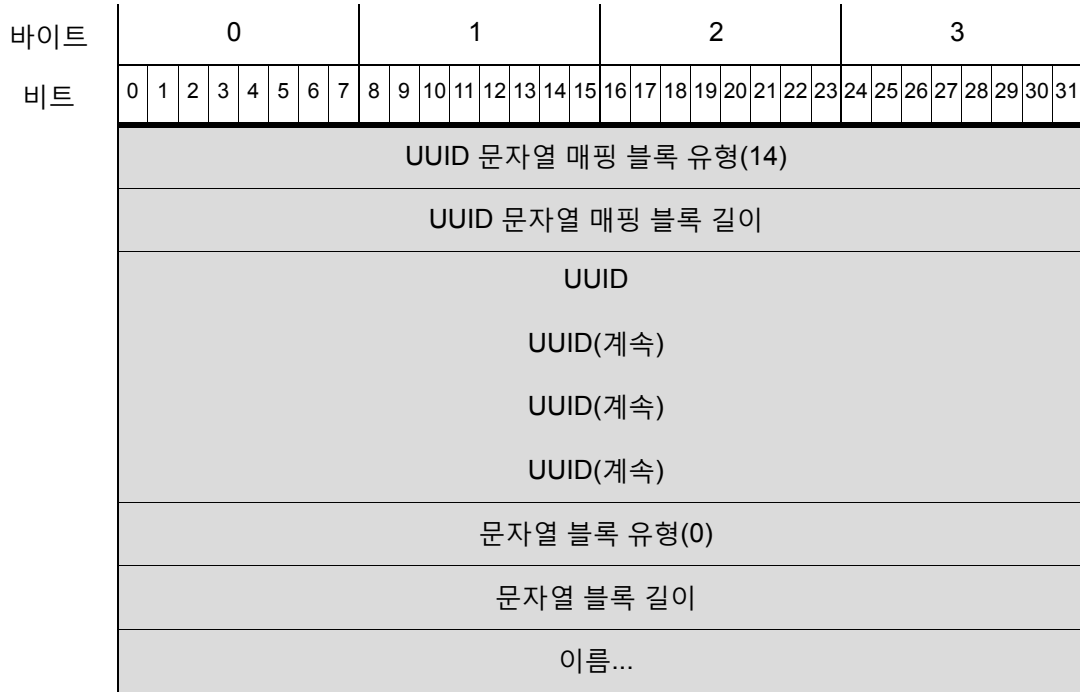 바이트 0 1 2 3
비트 0 1 2 3 4 5 6 7 8 9 10 11 12 13 14 15 16 17 18 19 20 21 22 23 24 25 26 27 28 29 30 31
UUID 문자열 매핑 블록 유형(14)
UUID 문자열 매핑 블록 길이
UUID
UUID(계속)
UUID(계속)
UUID(계속)
문자열 블록 유형(0)
문자열 블록 길이
이름...